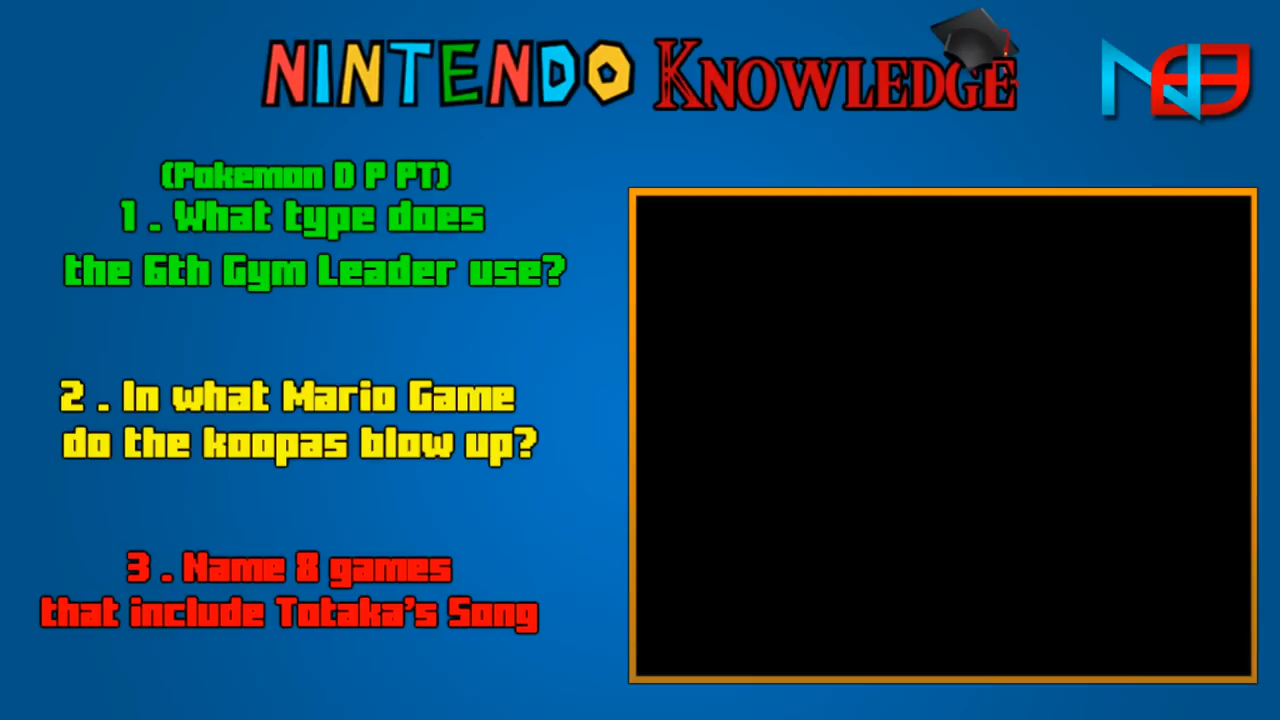 NINTENDO KNOWLEDGE
(Pokemon D P PT)
1 . What type does
the 6th Gym Leader use?
2 . In what Mario Game
do the koopas blow up?
3 . Name 8 games
that include Totaka's Song